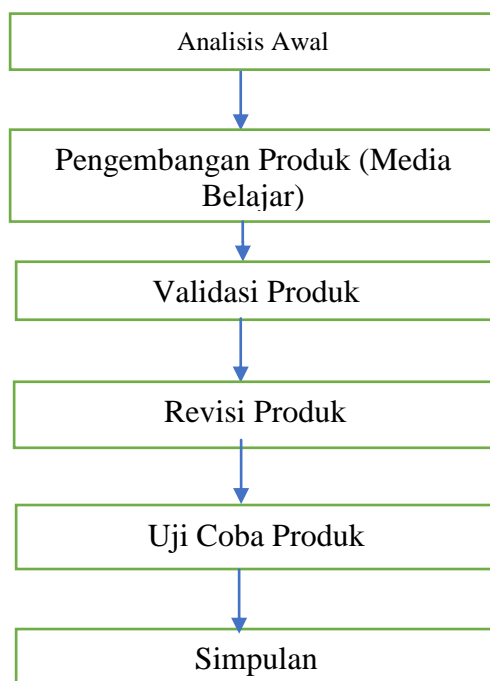 Analisis Awal
Pengembangan Produk (Media
Belajar)
Validasi Produk
Revisi Produk
Uji Coba Produk
Simpulan